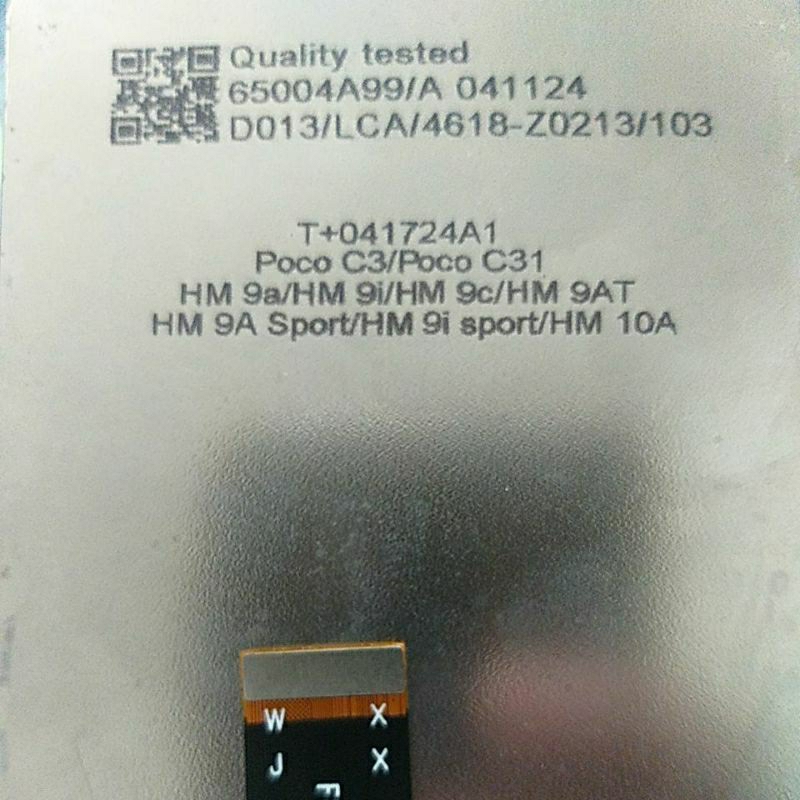 Quality tested
65004A99/A 041124
D013/LCA/4618-Z0213/103
T+041724A1
Poco C3/Poco C31
HM 9a/HM 9i/HM 9c/HM 9AT
HM 9A Sport/HM 9i sport/HM 10A
W X
J X